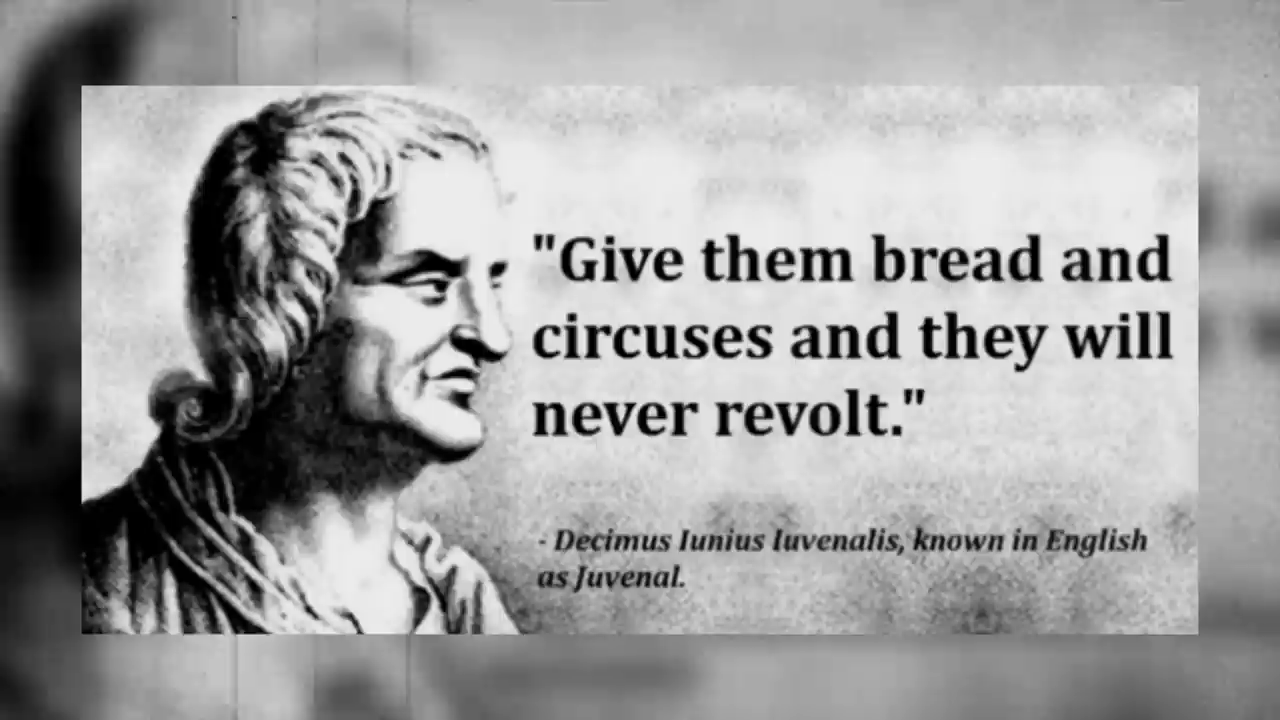 "Give them bread and
circuses and they will
never revolt."
- Decimus Iunius Iuvenalis, known in English
as Juvenal.